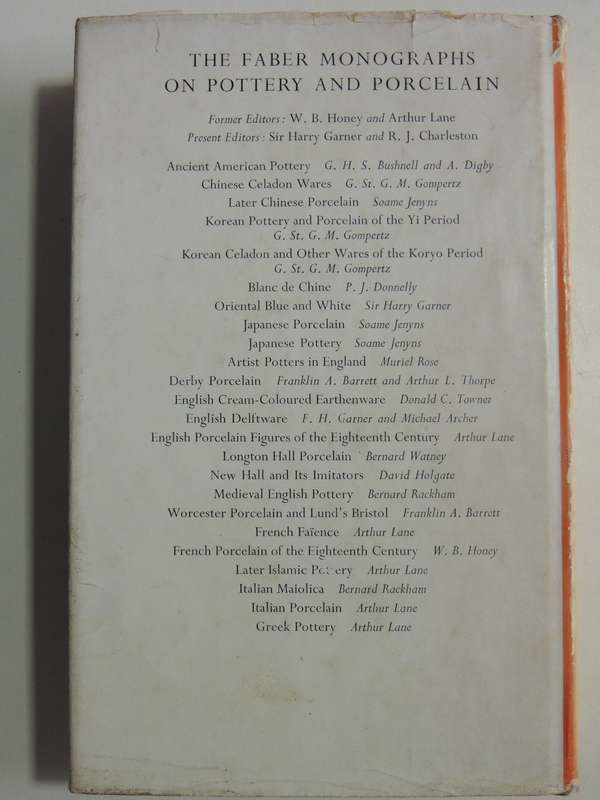 THE FABER MONOGRAPHS
ON POTTERY AND PORCELAIN
Former Editors: W. B. Honey and Arthur Lane
Present Editors: Sir Harry Garner and R. J. Charleston
Ancient American Pottery G. H. S. Bushnell and A. Digby
Chinese Celadon Wares G. St. G. M. Gompertz
Later Chinese Porcelain Soame Jenyns
Korean Pottery and Porcelain of the Yi Period
G. St. G. M. Gompertz
Korean Celadon and Other Wares of the Koryo Period
G. St. G. M. Gompertz
Blanc de Chine P. J. Donnelly
Oriental Blue and White Sir Harry Garner
Japanese Porcelain Soame Jenyns
Japanese Pottery Soame Jenyns
Artist Potters in England Muriel Rose
Derby Porcelain Franklin A. Barrett and Arthur L. Thorpe
English Cream-Coloured Earthenware Donald C. Towner
English Delftware F. H. Garner and Michael Archer
English Porcelain Figures of the Eighteenth Century Arthur Lane
Longton Hall Porcelain Bernard Watney
New Hall and Its Imitators David Holgate
Medieval English Pottery Bernard Rackham
Worcester Porcelain and Lund's Bristol Franklin A. Barrett
French Faïence Arthur Lane
French Porcelain of the Eighteenth Century W. B. Honey
Later Islamic Pottery Arthur Lane
Italian Maiolica Bernard Rackham
Italian Porcelain Arthur Lane
Greek Pottery Arthur Lane